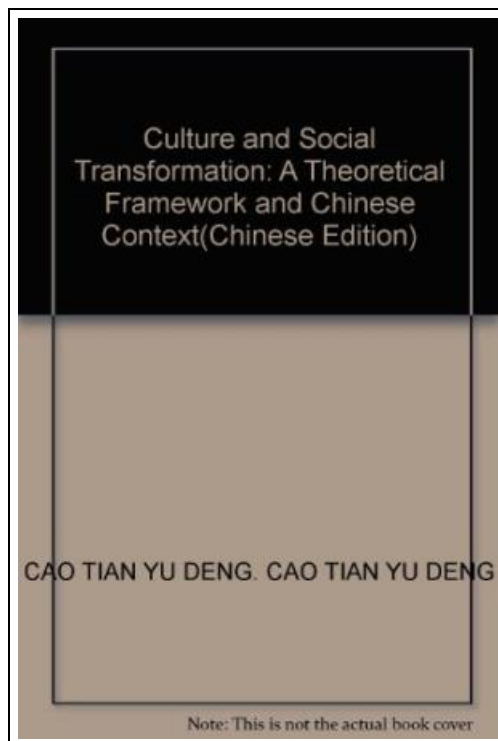 Culture and Social
Transformation: A Theoretical
Framework and Chinese
Context(Chinese Edition)
CAO TIAN YU DENG. CAO TIAN YU DENG
Note: This is not the actual book cover